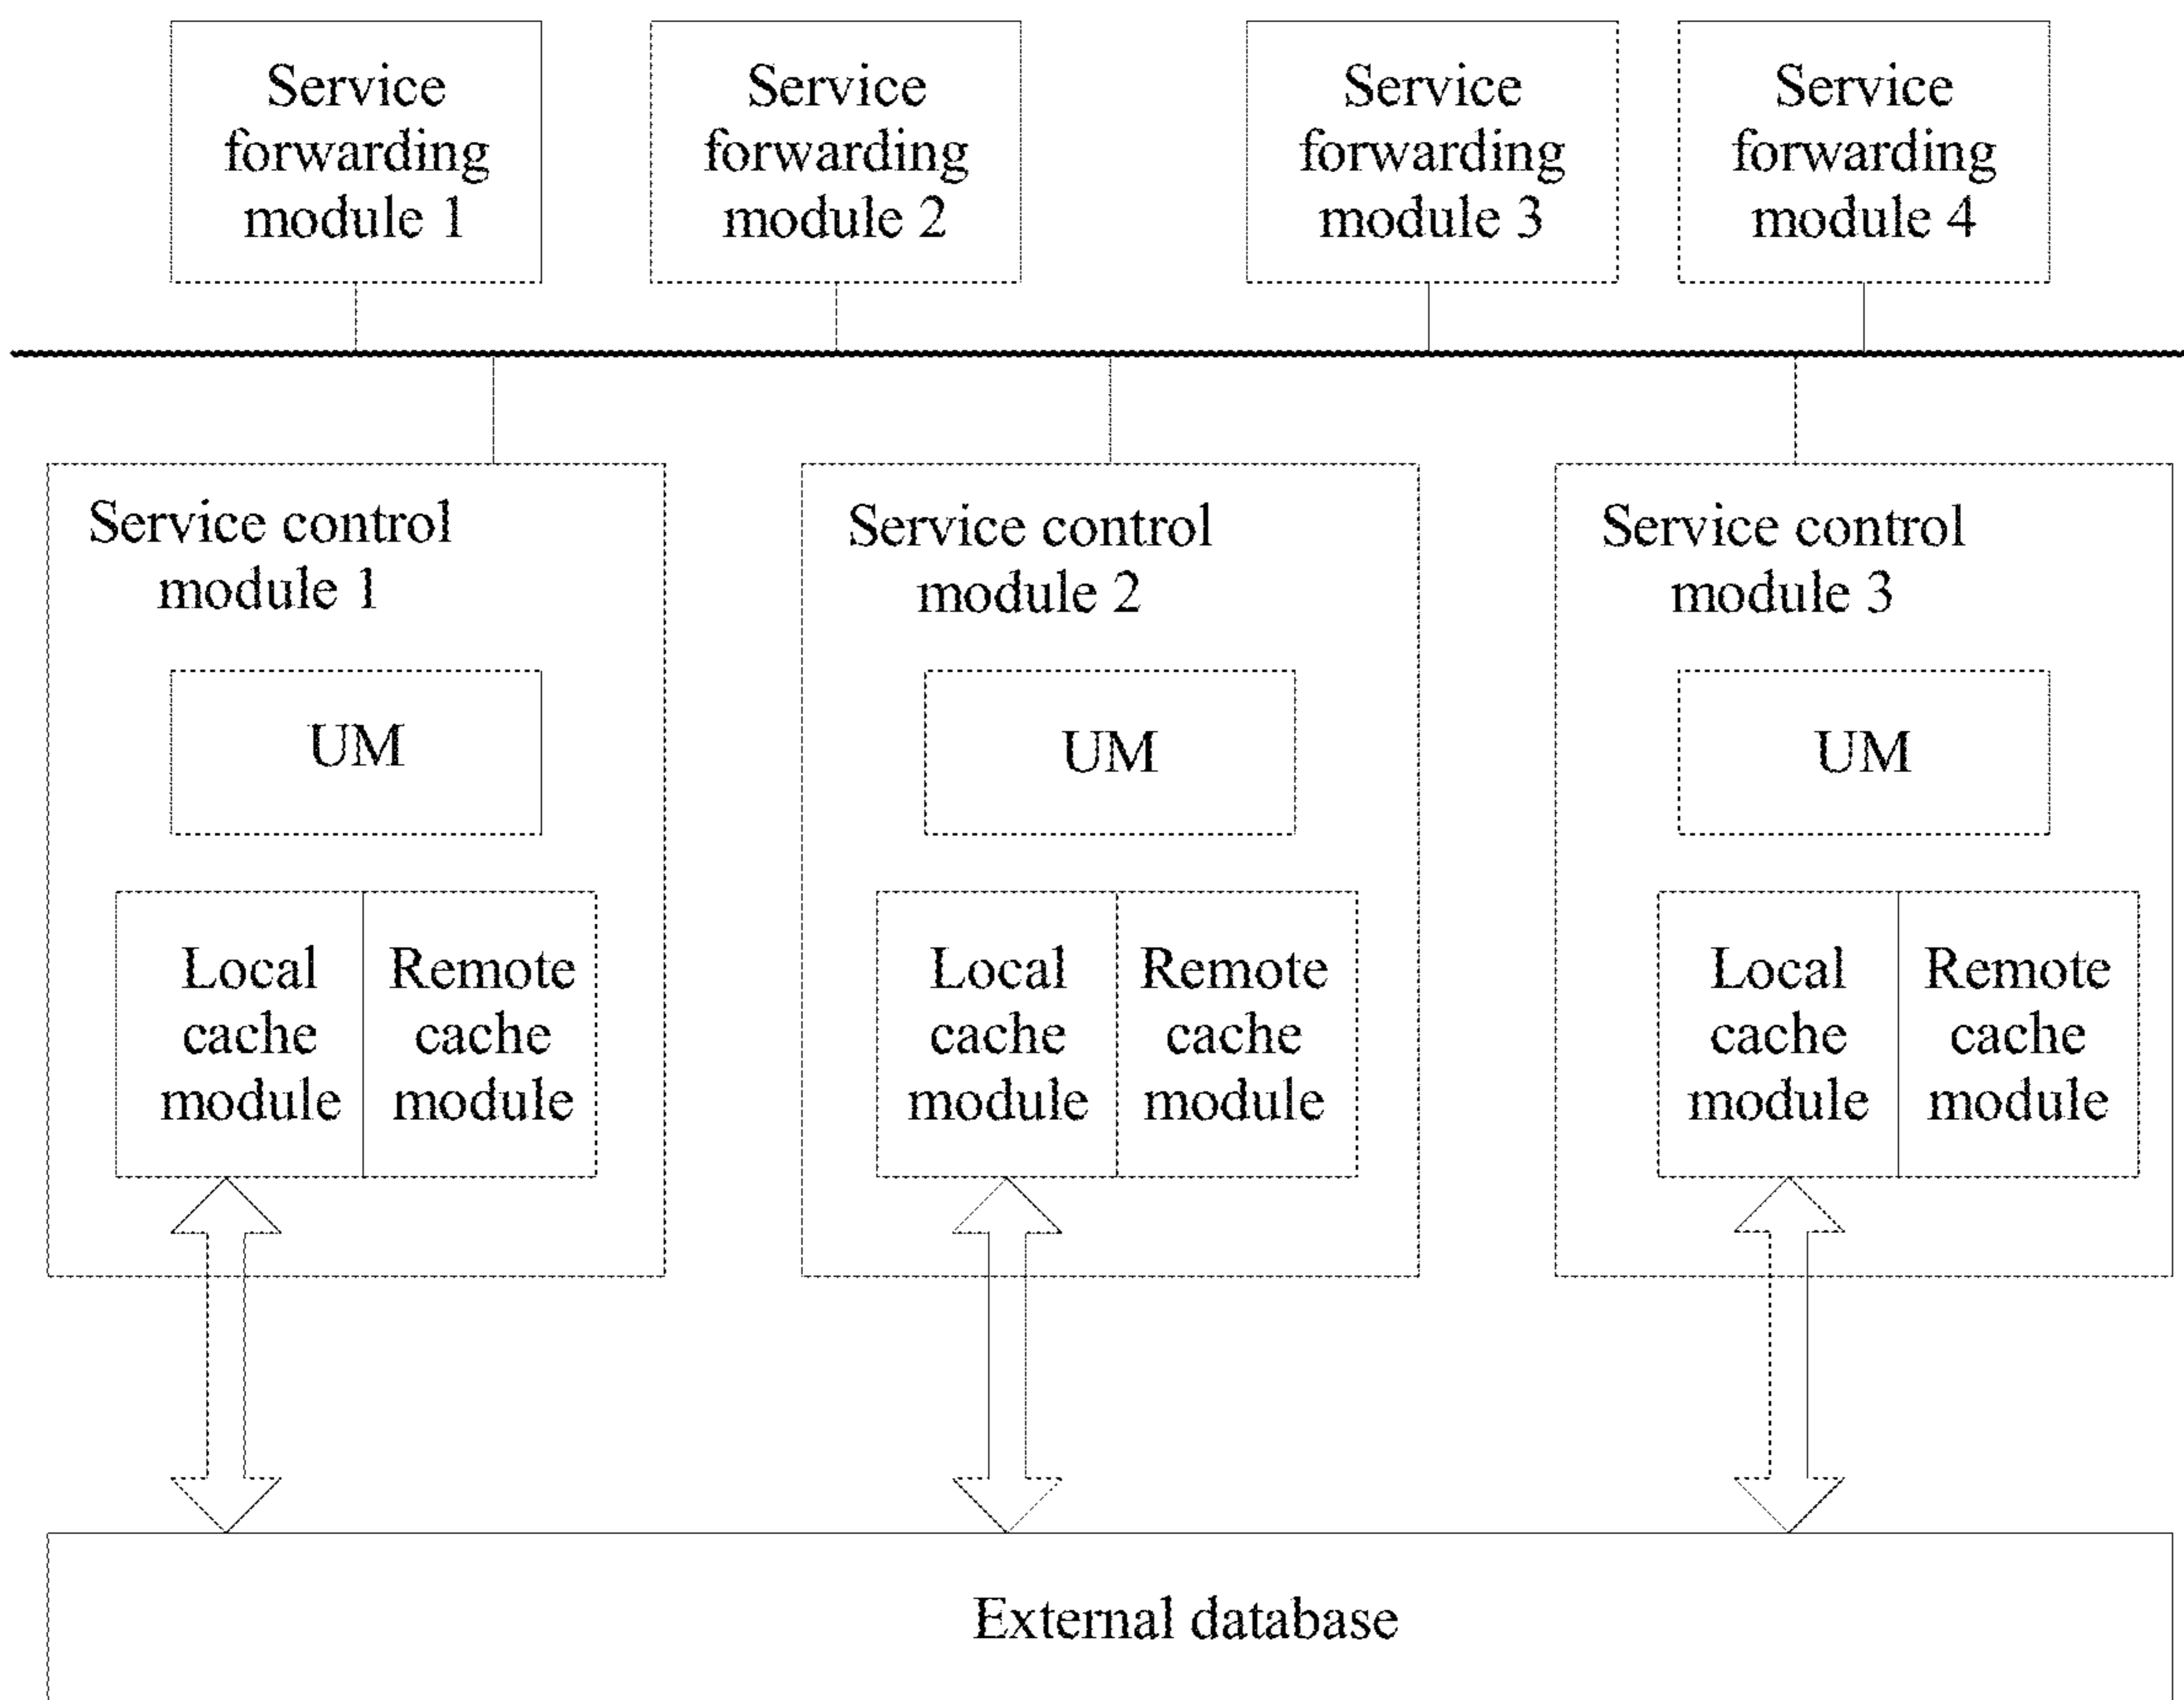 Service
forwarding
module 1
Service
forwarding
module 2
Service
forwarding
module 3
Service
forwarding
module 4
Service control
module 1
Service control
module 2
Service control
module 3
UM
UM
UM
Local
cache
module
Remote
cache
module
Local
cache
module
Remote
cache
module
Local
cache
module
Remote
cache
module
External database